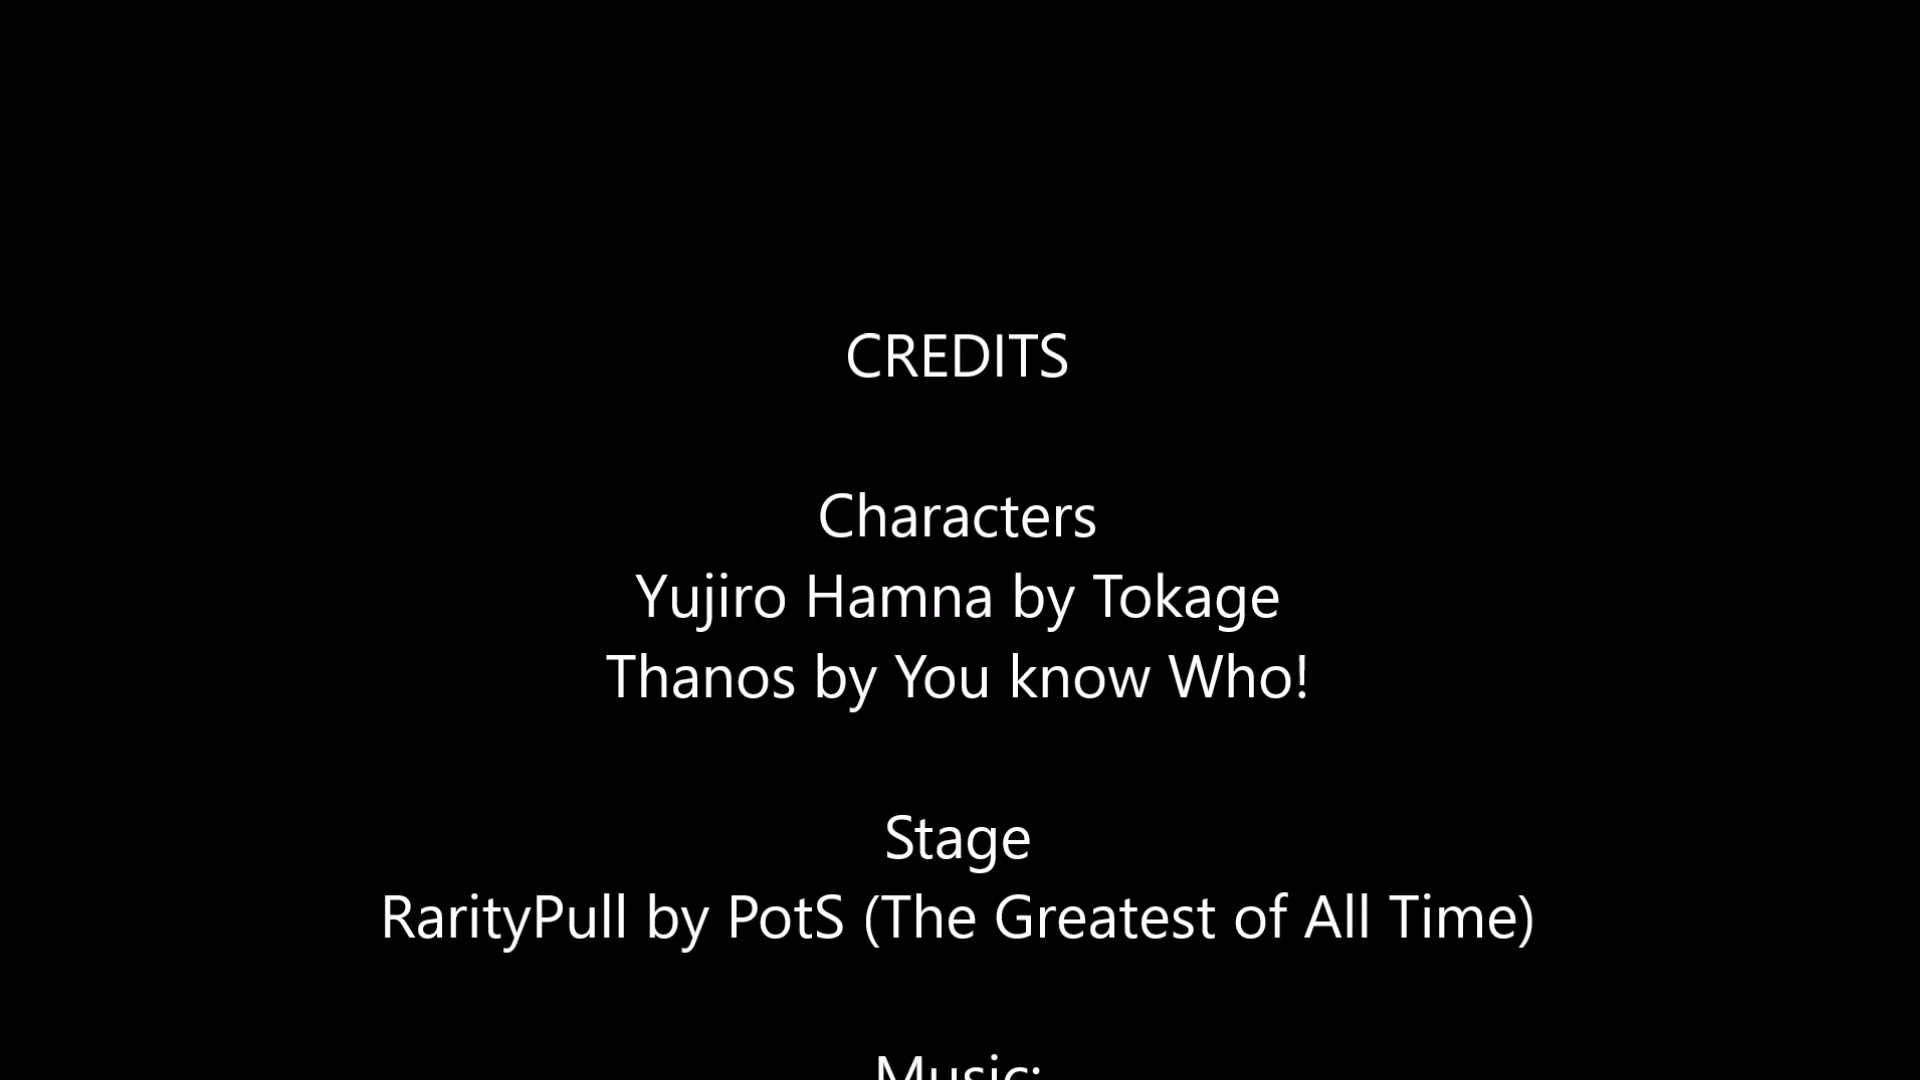 CREDITS
Characters
Yujiro Hamna by Tokage
Thanos by You know Who!
Stage
RarityPull by PotS (The Greatest of All Time)
Music: